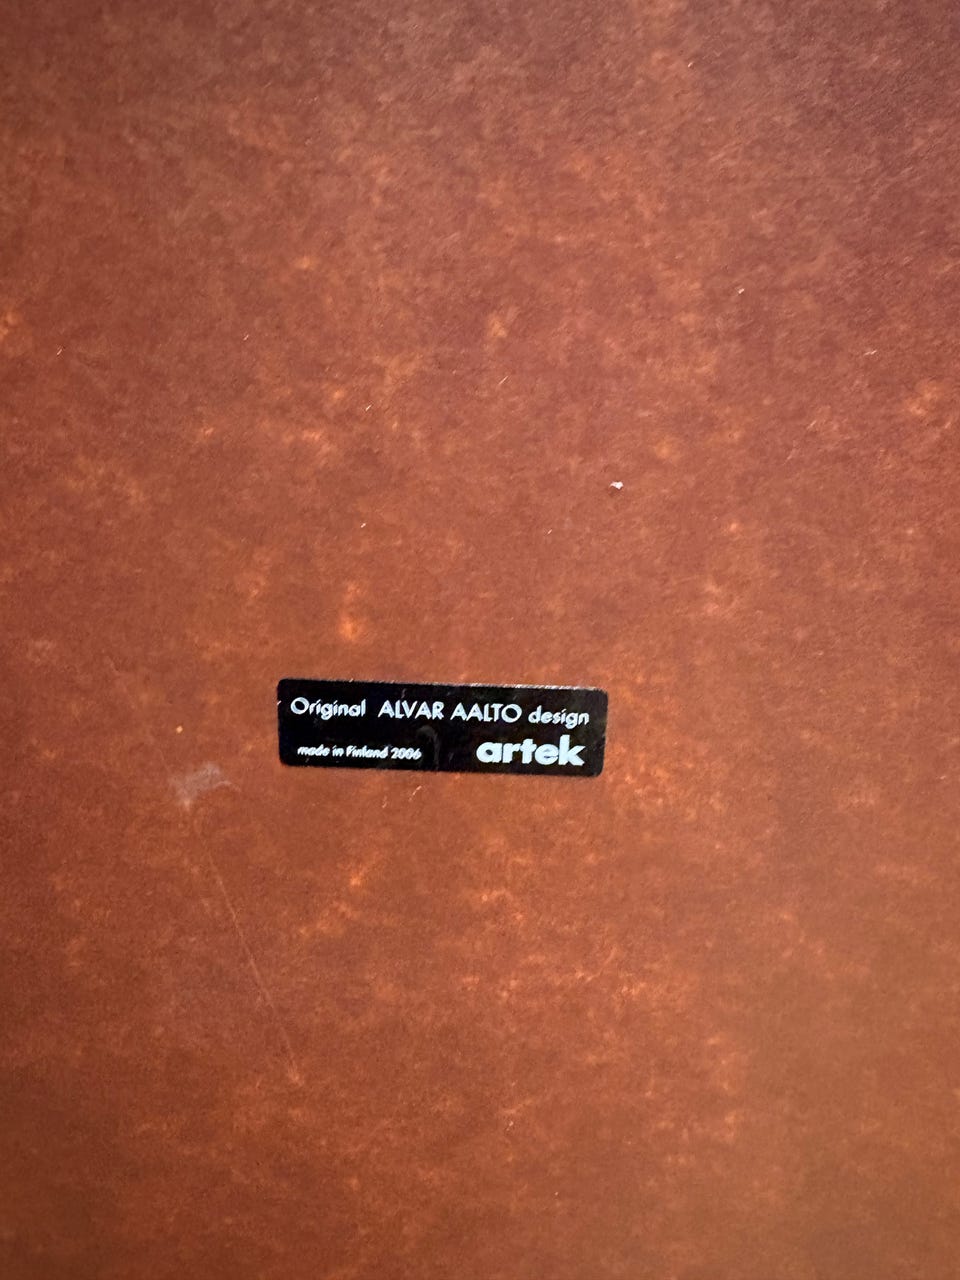 Original ALVAR AALTO design
made in Finland 2006 artek